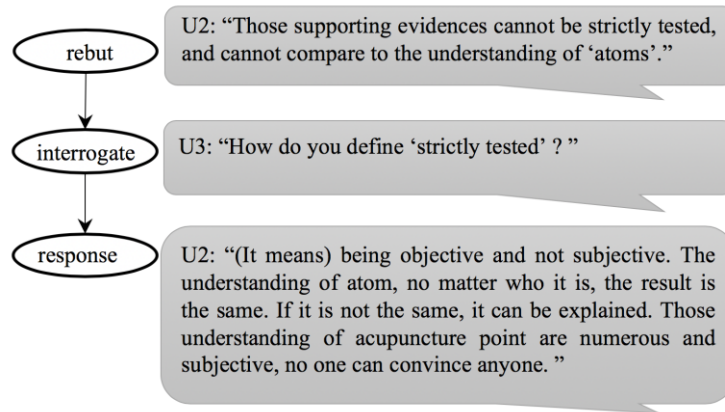 rebut
U2: “Those supporting evidences cannot be strictly tested,
and cannot compare to the understanding of ‘atoms’.”
interrogate
U3: “How do you define ‘strictly tested’ ? ”
response
U2: “(It means) being objective and not subjective. The
understanding of atom, no matter who it is, the result is
the same. If it is not the same, it can be explained. Those
understanding of acupuncture point are numerous and
subjective, no one can convince anyone. ”